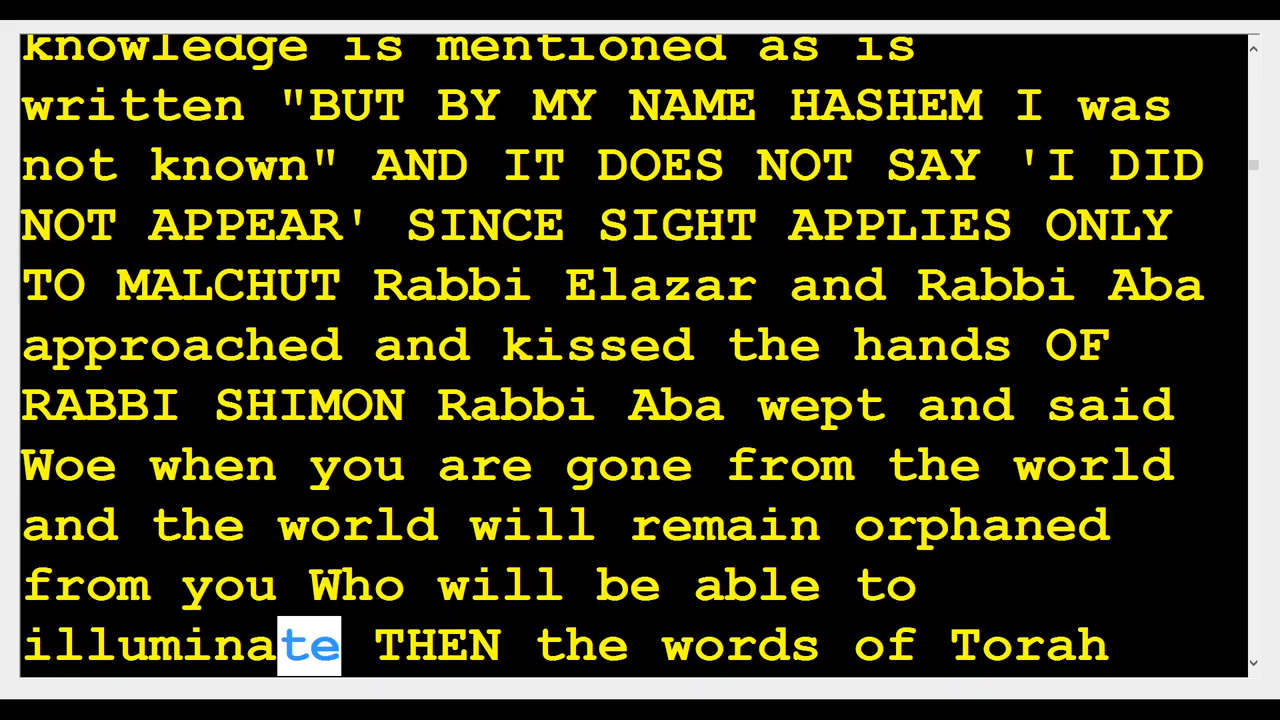 knowledge is mentioned as is
written "BUT BY MY NAME HASHEM I was
not known" AND IT DOES NOT SAY 'I DID
NOT APPEAR' SINCE SIGHT APPLIES ONLY
TO MALCHUT Rabbi Elazar and Rabbi Aba
approached and kissed the hands OF
RABBI SHIMON Rabbi Aba wept and said
Woe when you are gone from the world
and the world will remain orphaned
from you Who will be able to
illuminate THEN the words of Torah